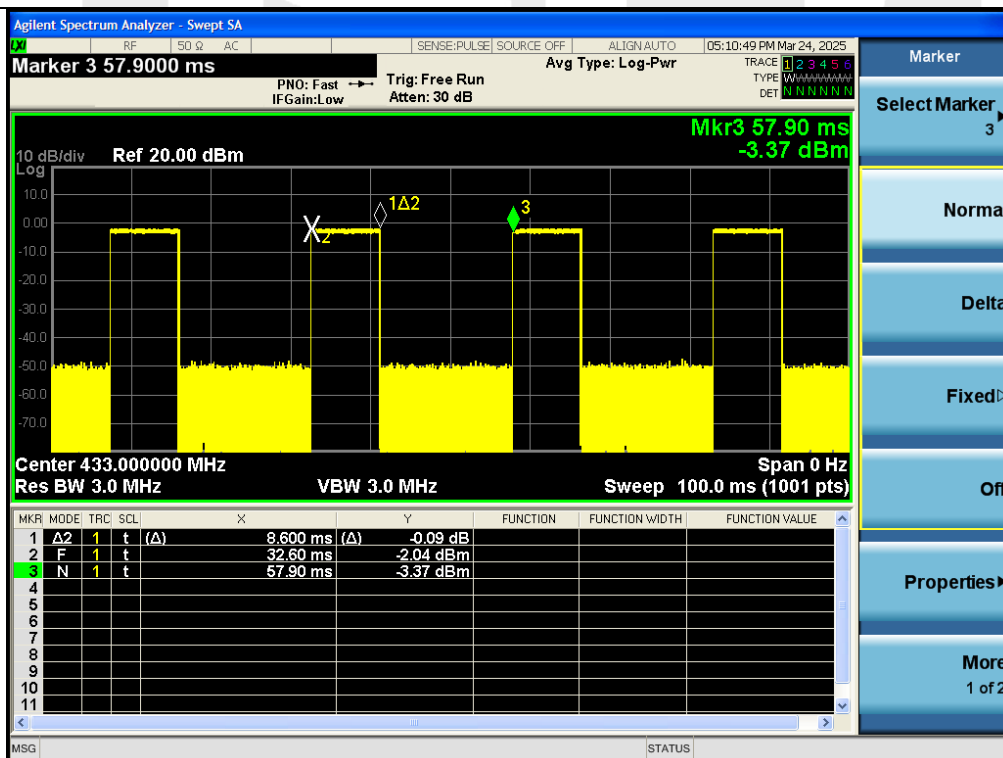 Agilent Spectrum Analyzer - Swept SA
LXI RF 50 Ω AC SENSE:PULSE SOURCE OFF ALIGN AUTO 05:10:49 PM Mar 24, 2025
Marker 3 57.9000 ms
PNO: Fast
IFGain:Low
Trig: Free Run
Atten: 30 dB
Avg Type: Log-Pwr
TRACE 1 2 3 4 5 6
TYPE WWWWWW
DET N N N N N N
Mkr3 57.90 ms
-3.37 dBm
10 dB/div Ref 20.00 dBm
Log
10.0
0.00
-10.0
-20.0
-30.0
-40.0
-50.0
-60.0
-70.0
X2
1Δ2
3
Center 433.000000 MHz Span 0 Hz
Res BW 3.0 MHz VBW 3.0 MHz Sweep 100.0 ms (1001 pts)
MKR MODE TRC SCL X Y FUNCTION FUNCTION WIDTH FUNCTION VALUE
1 Δ2 1 t (Δ) 8.600 ms (Δ) -0.09 dB
2 F 1 t 32.60 ms -2.04 dBm
3 N 1 t 57.90 ms -3.37 dBm
4
5
6
7
8
9
10
11
MSG STATUS
Marker
Select Marker
3
Norma
Delta
Fixed
Off
Properties
More
1 of 2